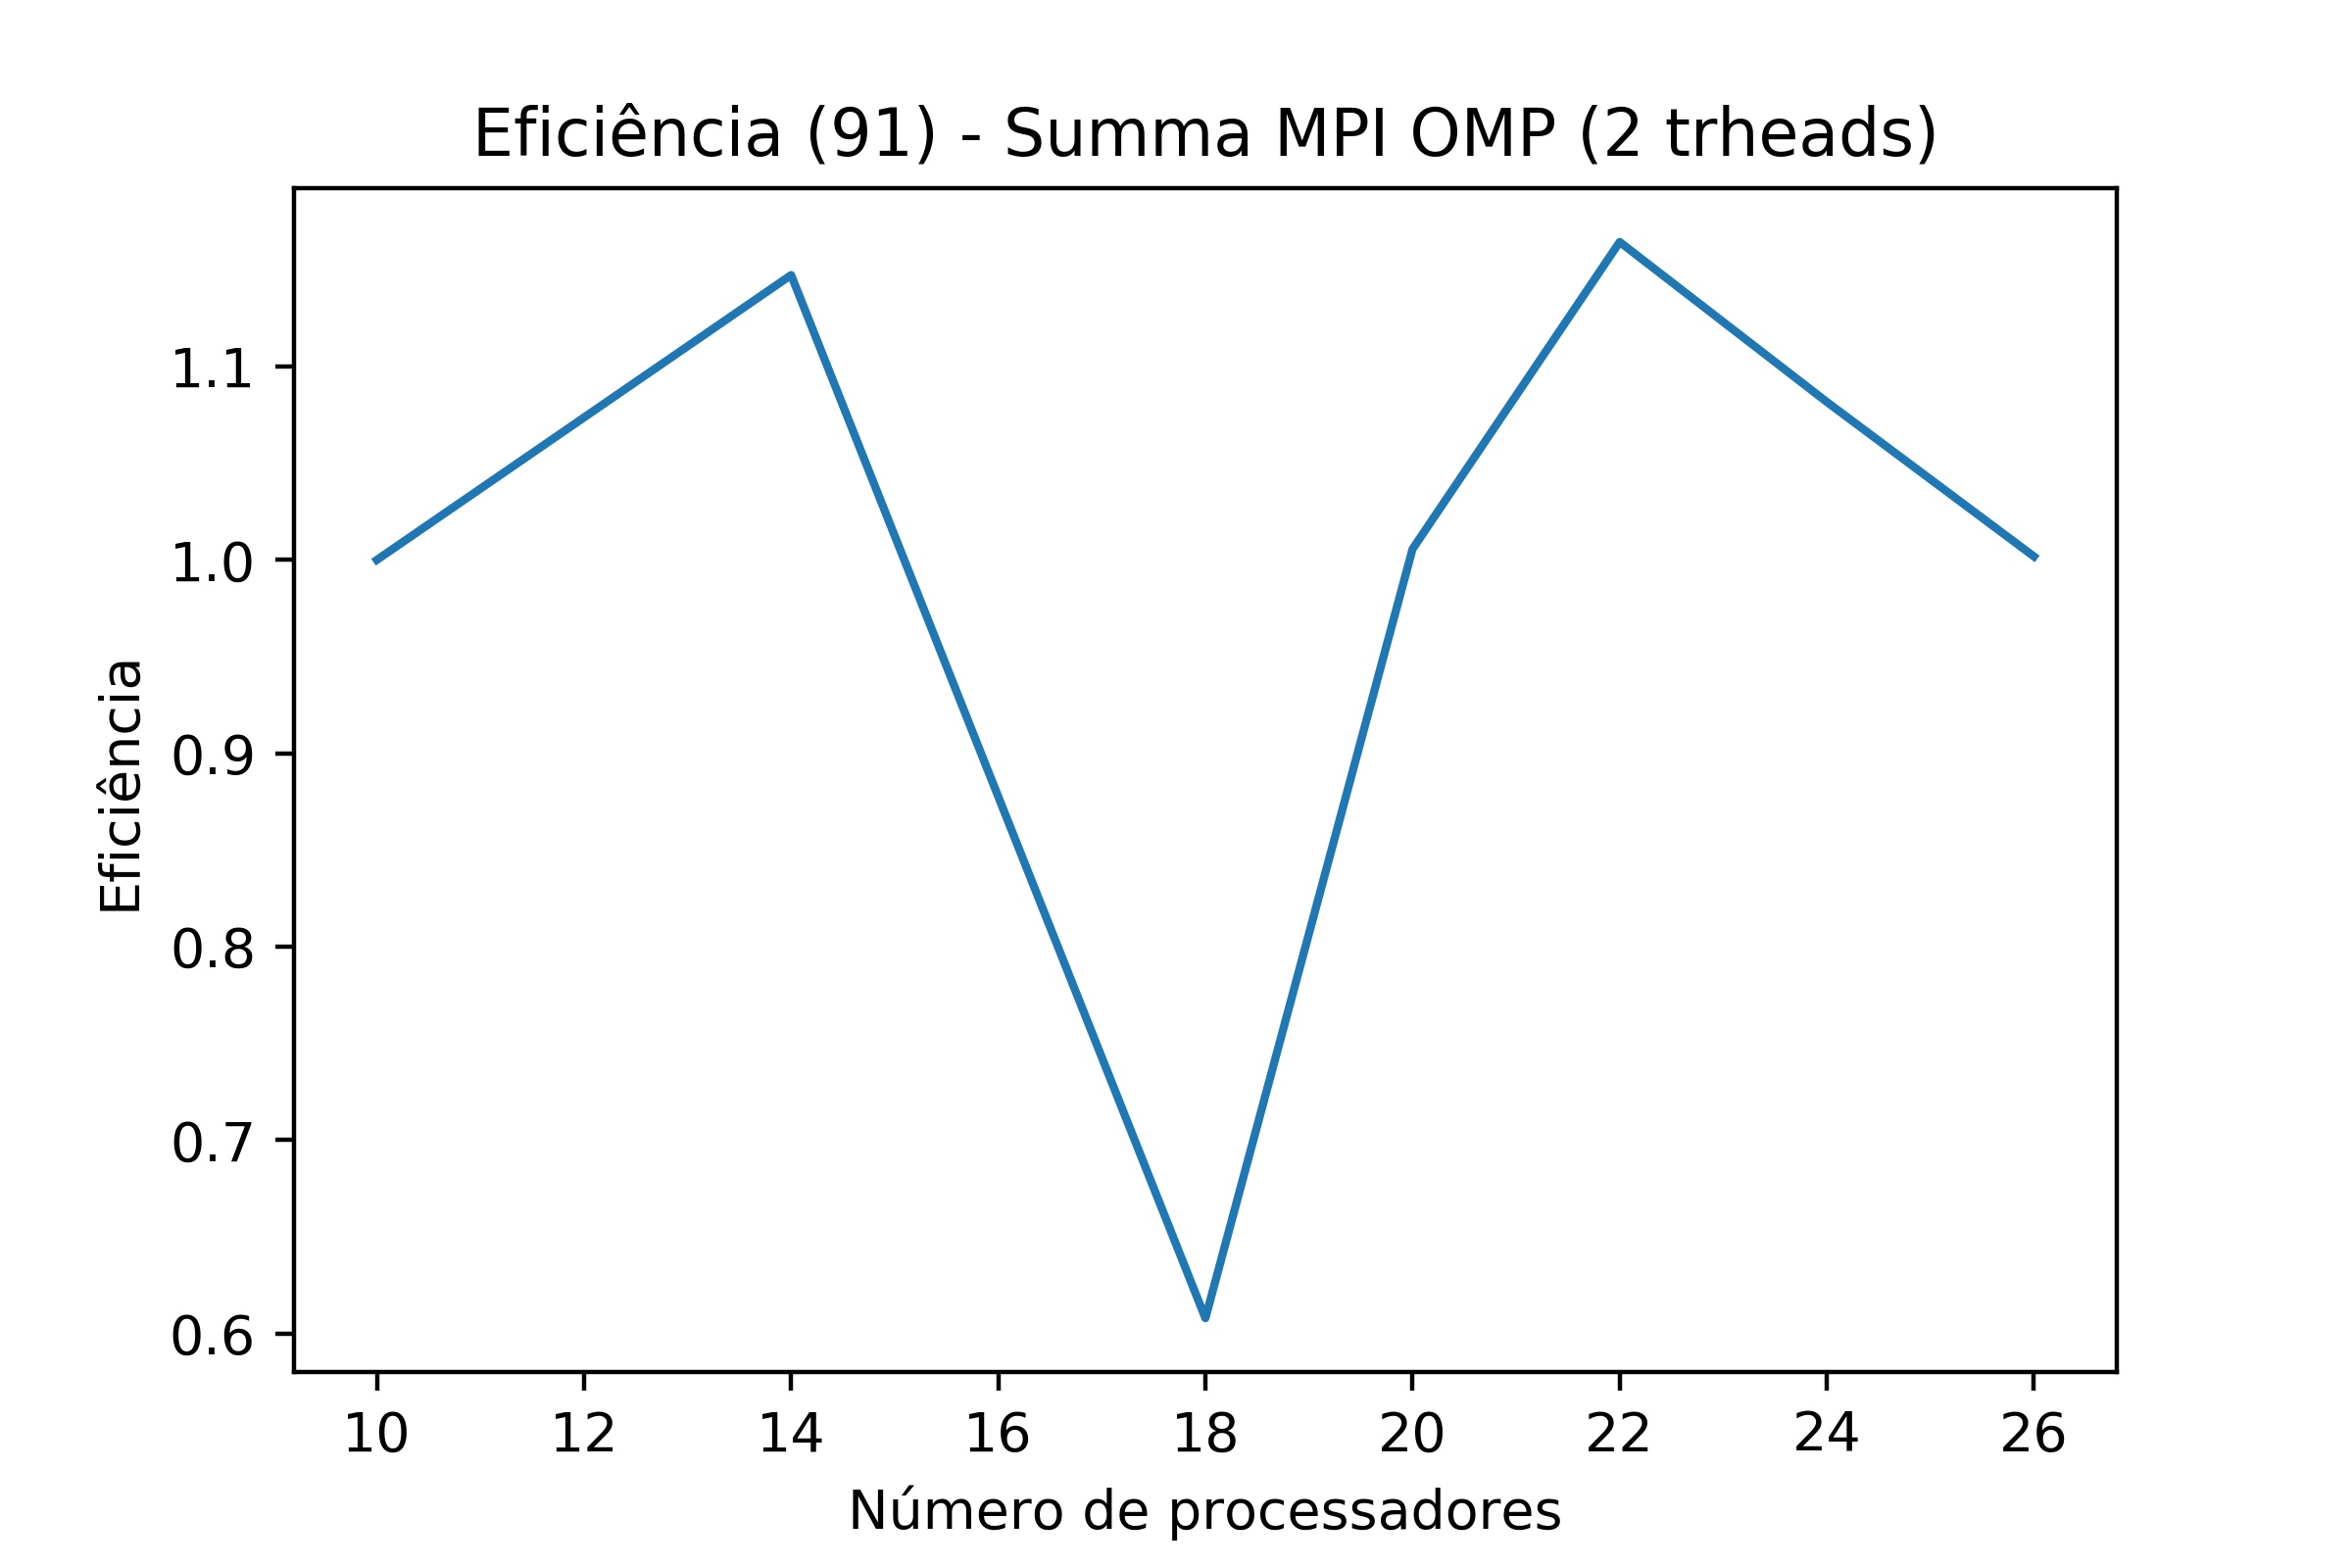 Eficiência (91) - Summa MPI OMP (2 trheads)
1.1
1.0
0.9
0.8
0.7
0.6
Eficiência
10 12 14 16 18 20 22 24 26
Número de processadores